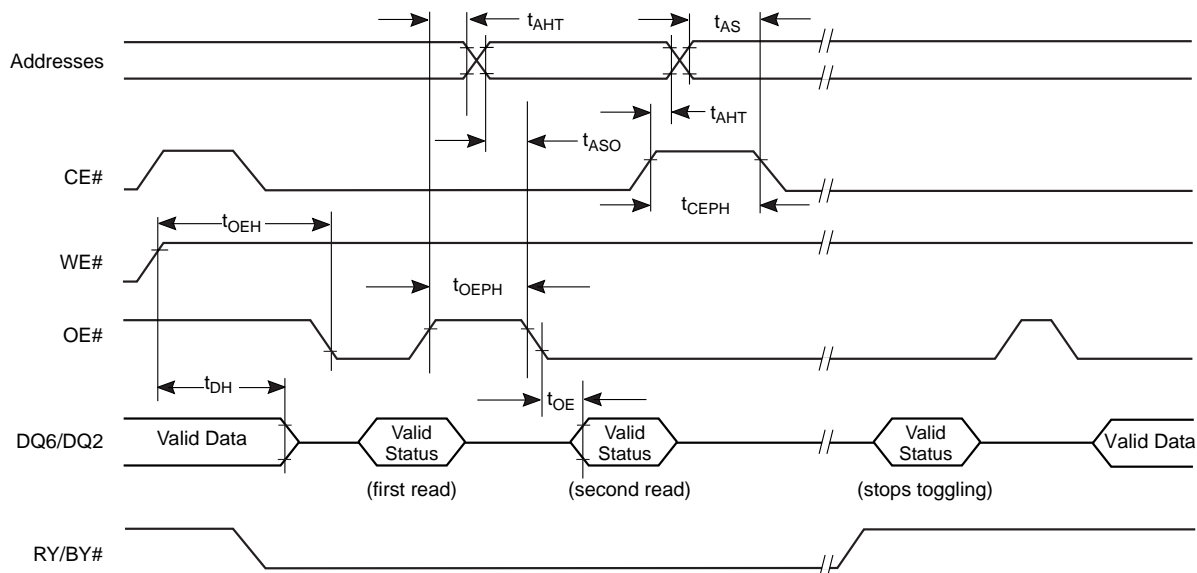 tAHT
tAS
Addresses
tAHT
tASO
CE#
tCEPH
tOEH
WE#
tOEPH
OE#
tDH
tOE
DQ6/DQ2
Valid Data
Valid
Status
Valid
Status
Valid
Status
Valid Data
(first read)
(second read)
(stops toggling)
RY/BY#